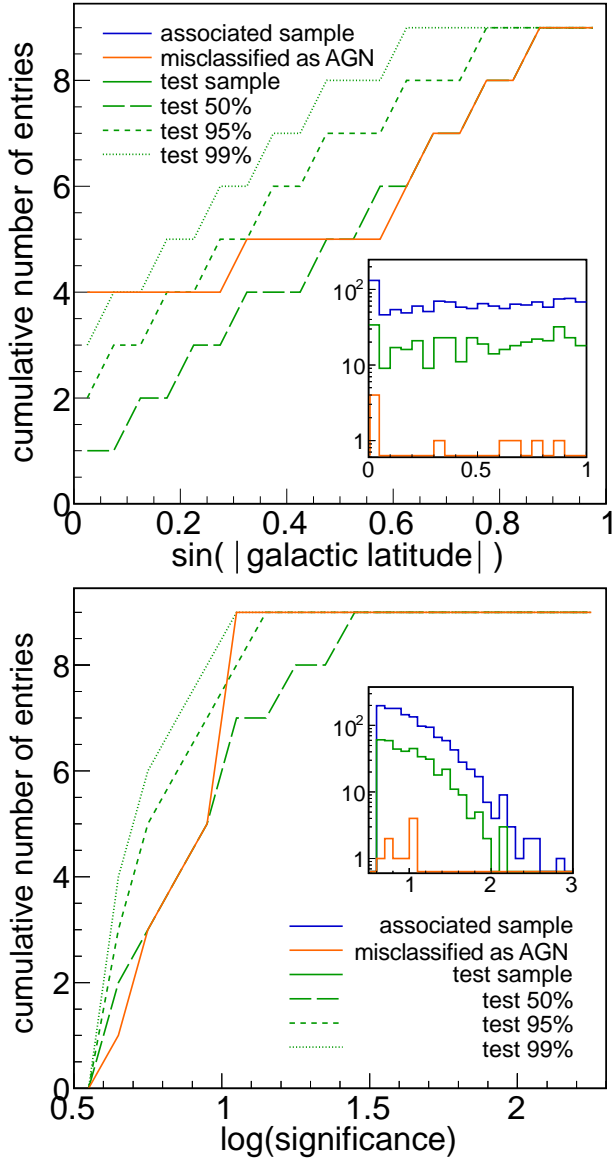 cumulative number of entries
associated sample
misclassified as AGN
test sample
test 50%
test 95%
test 99%
8
6
4
2
0
10²
10
1
0 0.5 1
0 0.2 0.4 0.6 0.8 1
sin( |galactic latitude| )
cumulative number of entries
8
6
4
2
0
10²
10
1
1 2 3
associated sample
misclassified as AGN
test sample
test 50%
test 95%
test 99%
0.5 1 1.5 2
log(significance)